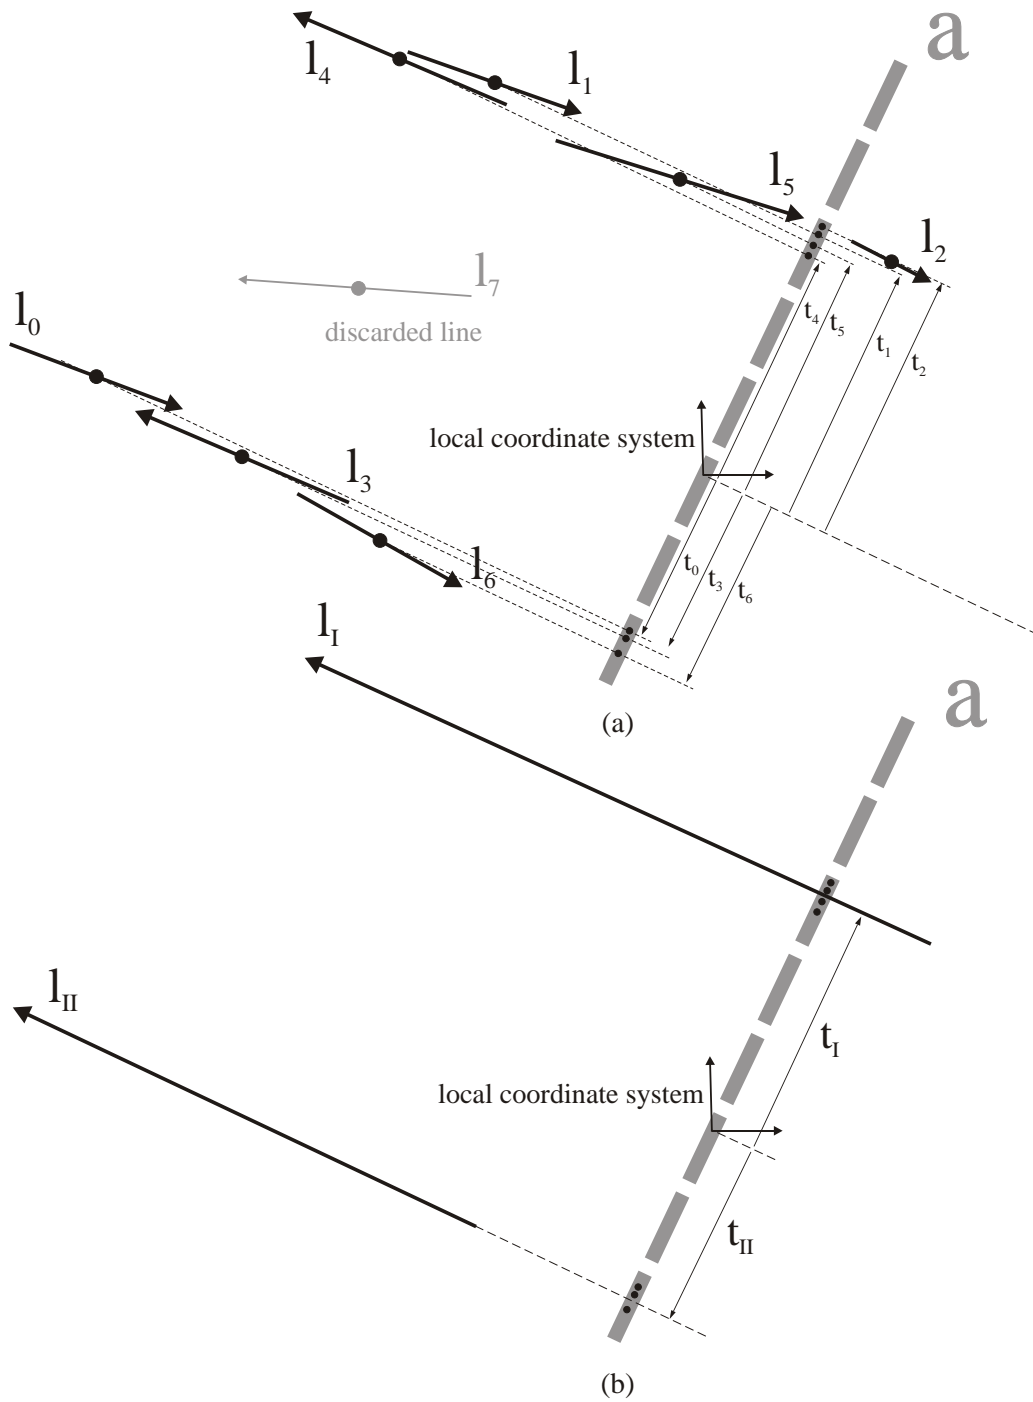 a
l4
l1
l5
l2
l7
discarded line
l0
t4
t5
t1
t2
local coordinate system
l3
l6
t0
t3
t6
lI
(a)
a
lII
tI
local coordinate system
tII
(b)